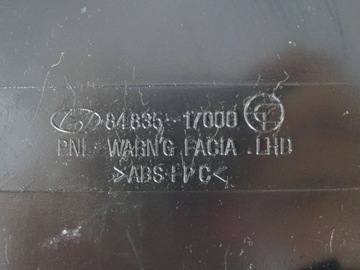 84835-17000
PNL WARN'G FACIA LHD
>ABS+PC<